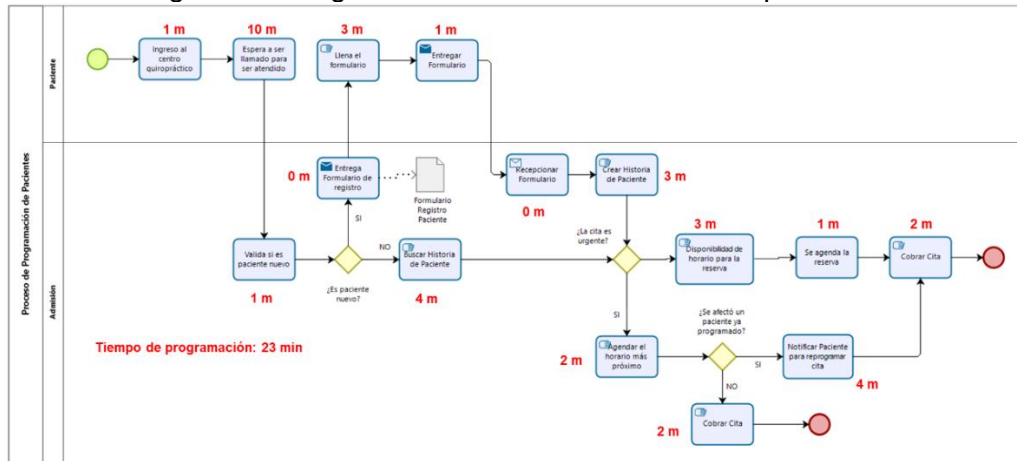 1 m
10 m
3 m
1 m
Ingreso al
centro
quiropráctico
Espera a ser
llamado para
ser atendido
Llena el
formulario
Entregar
Formulario
Paciente
Proceso de Programación de Pacientes
Admisión
0 m
Entrega
Formulario de
registro
Formulario
Registro
Paciente
Recepcionar
Formulario
0 m
Crear Historia
de Paciente
3 m
SI
¿La cita es
urgente?
3 m
1 m
2 m
Valida si es
paciente nuevo
1 m
¿Es paciente
nuevo?
NO
Buscar Historia
de Paciente
4 m
Disponibilidad de
horario para la
reserva
Se agenda la
reserva
Cobrar Cita
SI
¿Se afectó un
paciente ya
programado?
Tiempo de programación: 23 min
2 m
Agendar el
horario más
próximo
SI
Notificar Paciente
para reprogramar
cita
4 m
NO
2 m
Cobrar Cita